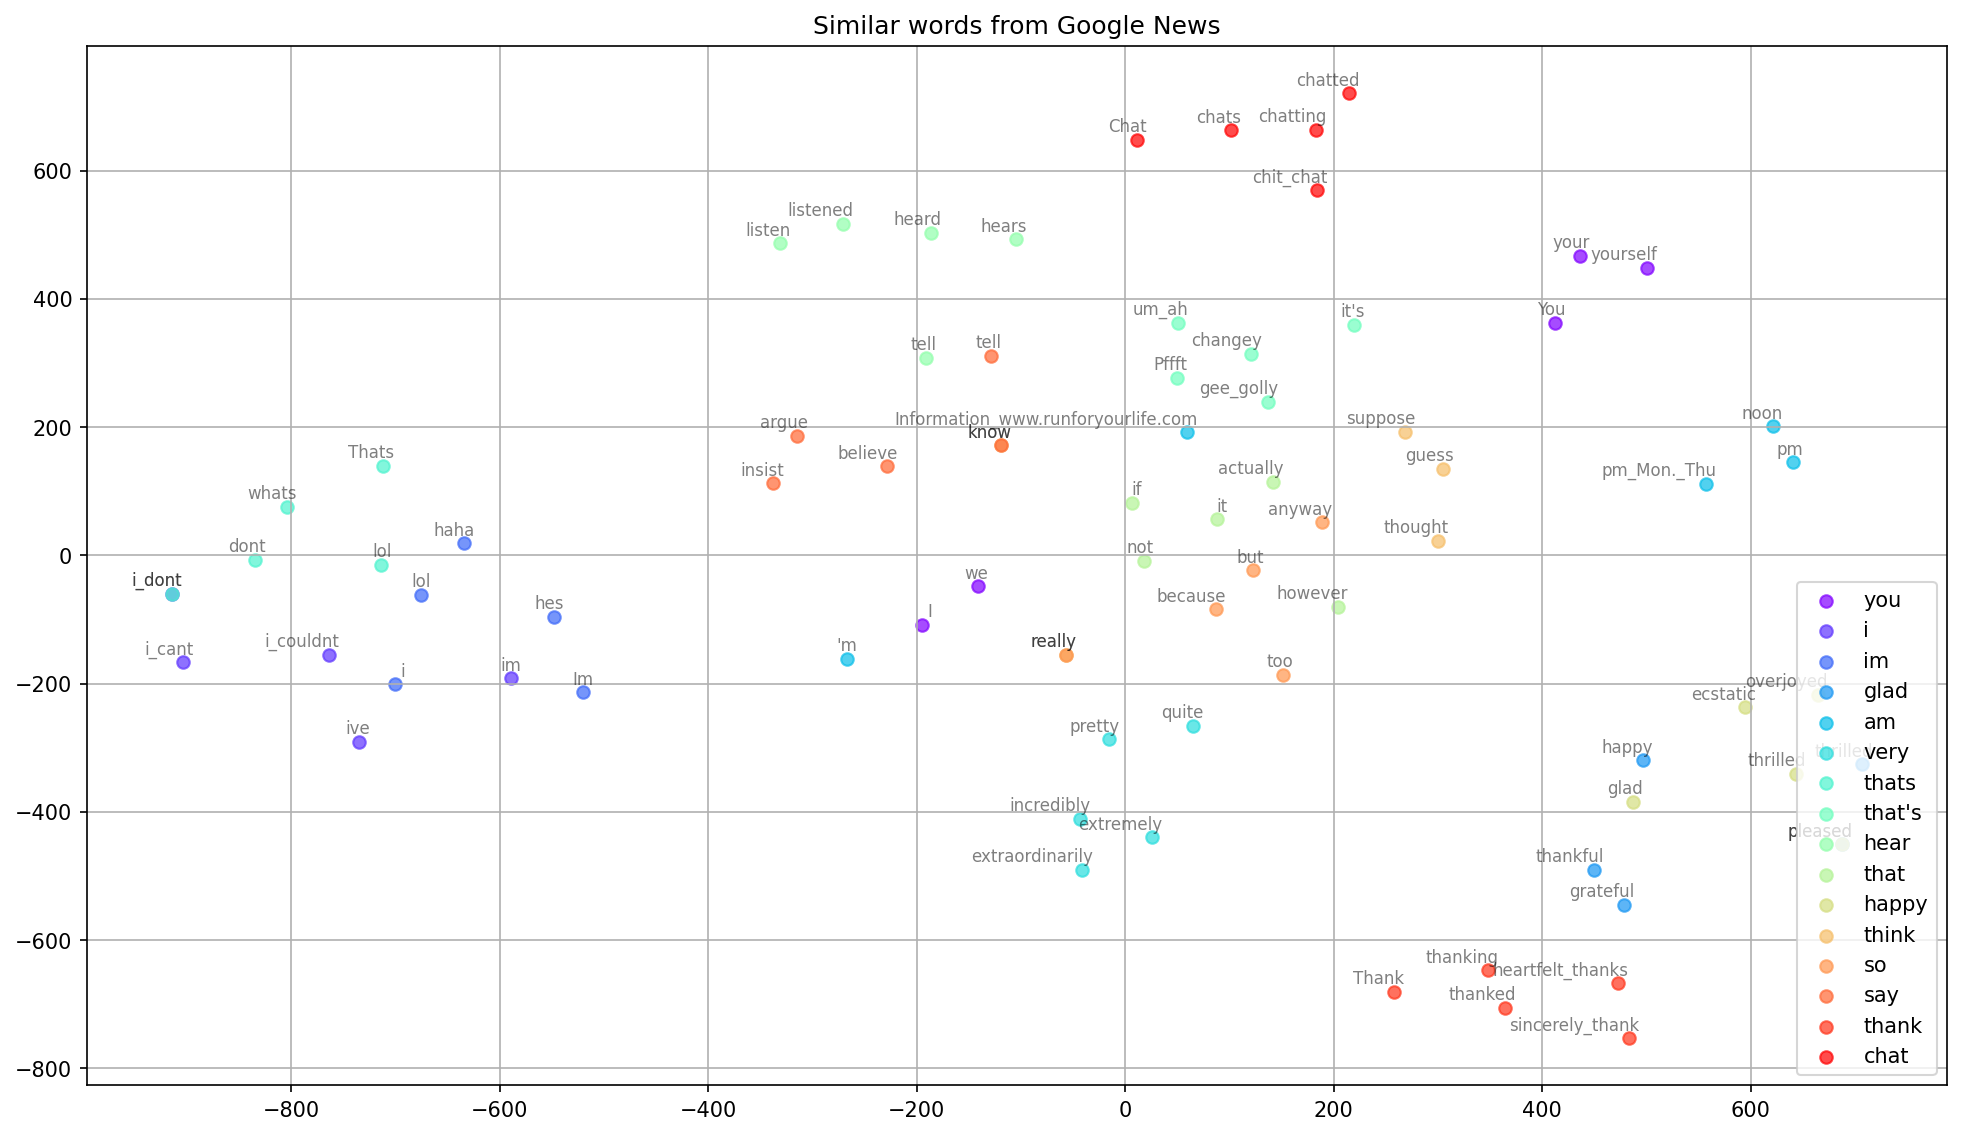 Similar words from Google News
chatted
Chat
chats
chatting
600
chit_chat
listened
heard
listen
hears
your
yourself
400
um_ah
it's
You
tell
tell
changey
Pffft
gee_golly
200
argue
Information_www.runforyourlife.com
suppose
noon
know
Thats
believe
guess
pm
insist
actually
pm_Mon._Thu
whats
if
it
anyway
haha
thought
0
dont
lol
not
but
i_dont
lol
we
hes
because
however
you
I
i
i_cant
i_couldnt
'm
really
i
im
too
im
−200
Im
overjoyed
ecstatic
glad
ive
pretty
quite
am
happy
thrilled
thrilled
very
glad
thats
−400
incredibly
extremely
that's
pleased
extraordinarily
thankful
hear
that
grateful
happy
−600
think
thanking
Thank
heartfelt_thanks
so
thanked
say
sincerely_thank
thank
−800
chat
−800 −600 −400 −200 0 200 400 600